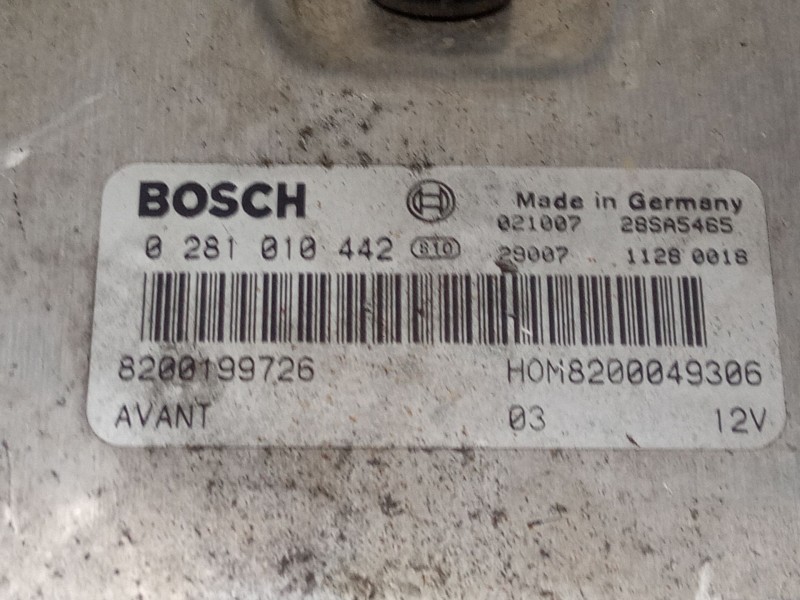 BOSCH
Made in Germany
021007 28SA5465
0 281 010 442 810 29007 1128 0018
8200199726 HOM8200049306
AVANT 03 12V